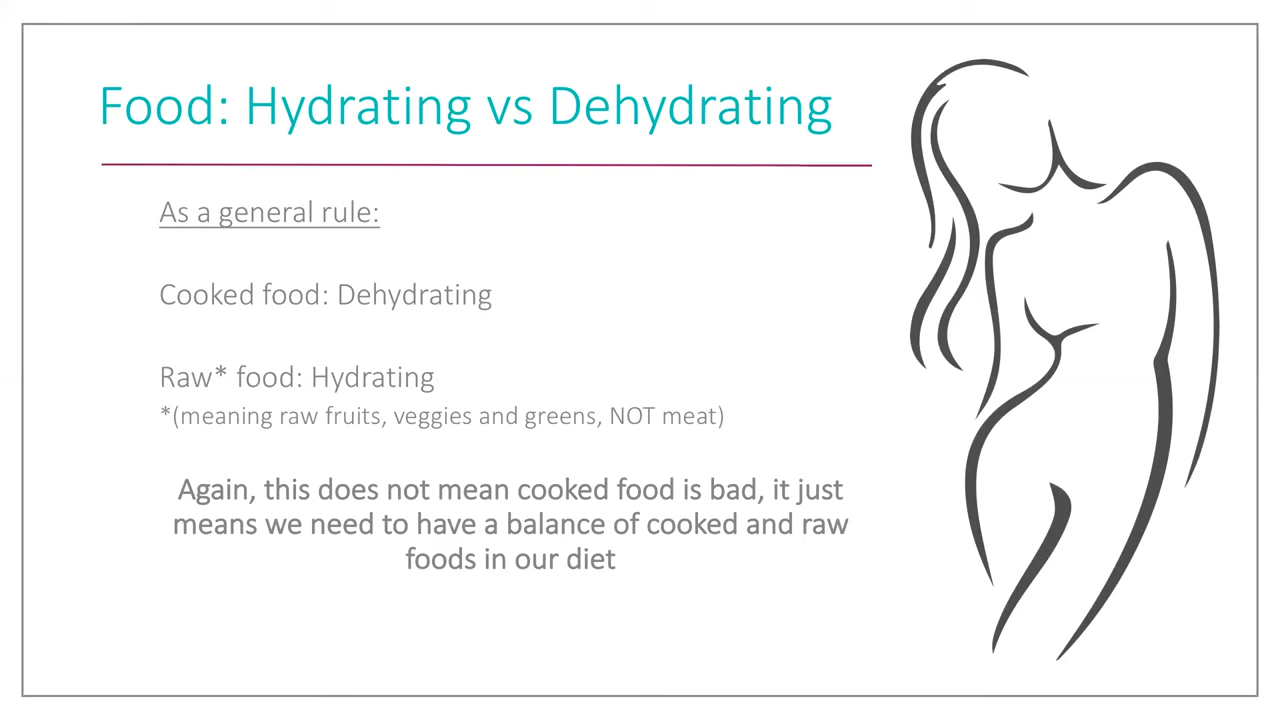 Food: Hydrating vs Dehydrating
As a general rule:
Cooked food: Dehydrating
Raw* food: Hydrating
*(meaning raw fruits, veggies and greens, NOT meat)
Again, this does not mean cooked food is bad, it just
means we need to have a balance of cooked and raw
foods in our diet